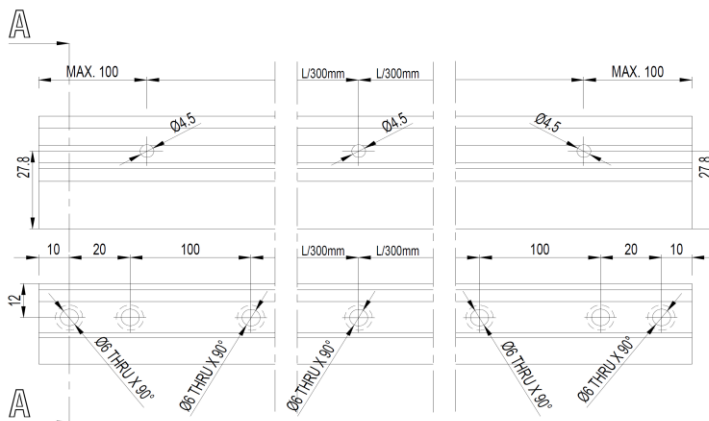 A
MAX. 100
L/300mm
L/300mm
MAX. 100
Ø4.5
Ø4.5
Ø4.5
27.8
27.8
10
20
100
L/300mm
L/300mm
100
20
10
12
Ø6 THRU X 90°
Ø6 THRU X 90°
Ø6 THRU X 90°
Ø6 THRU X 90°
Ø6 THRU X 90°
A